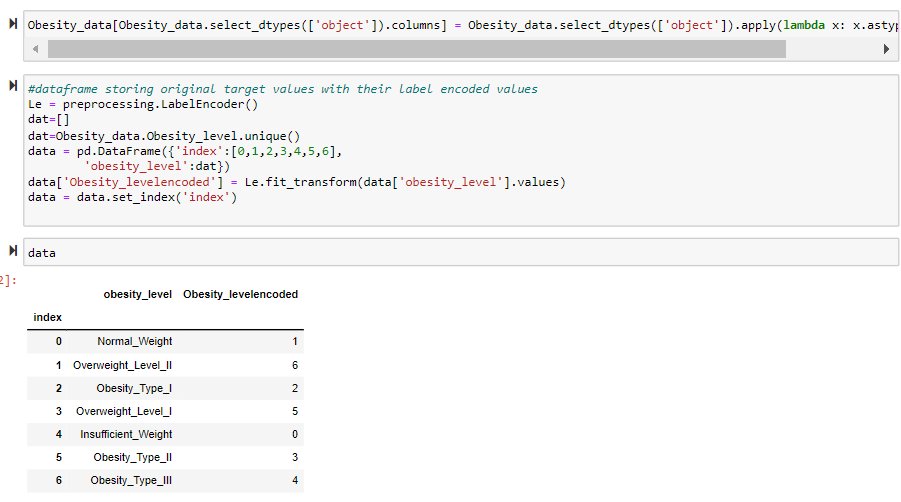 Obesity_data[Obesity_data.select_dtypes(['object']).columns] = Obesity_data.select_dtypes(['object']).apply(lambda x: x.astyp
#dataframe storing original target values with their label encoded values
Le = preprocessing.LabelEncoder()
dat=[]
dat=Obesity_data.Obesity_level.unique()
data = pd.DataFrame({'index':[0,1,2,3,4,5,6],
'obesity_level':dat})
data['Obesity_levelencoded'] = Le.fit_transform(data['obesity_level'].values)
data = data.set_index('index')
data
2]:
obesity_level Obesity_levelencoded
index
0 Normal_Weight 1
1 Overweight_Level_II 6
2 Obesity_Type_I 2
3 Overweight_Level_I 5
4 Insufficient_Weight 0
5 Obesity_Type_II 3
6 Obesity_Type_III 4